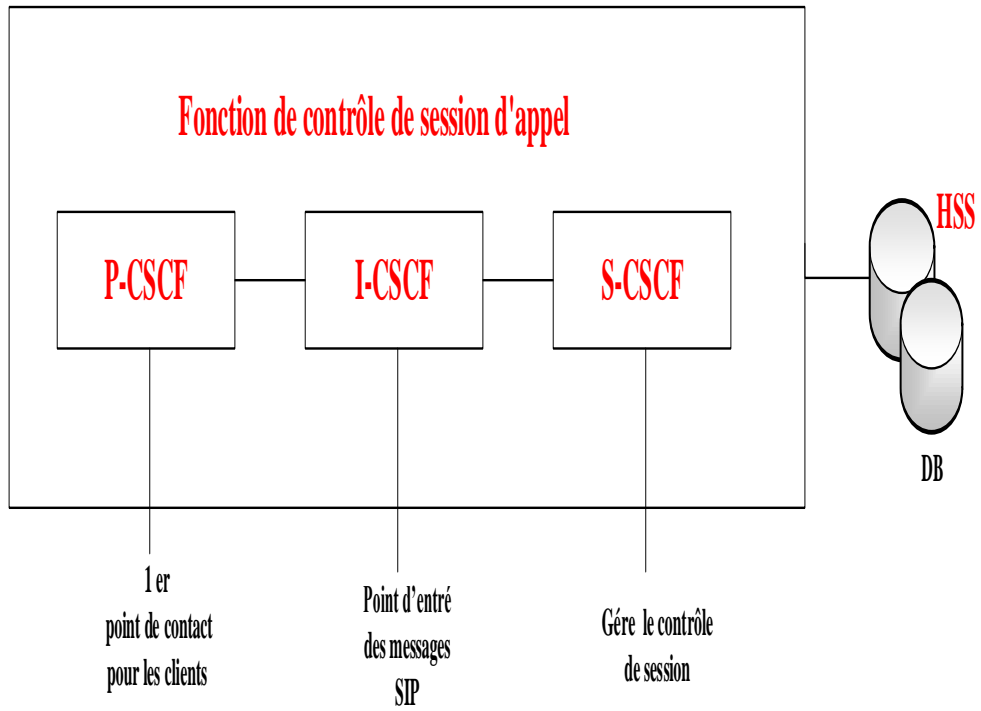 Fonction de contrôle de session d'appel
HSS
P-CSCF
I-CSCF
S-CSCF
DB
1 er
point de contact
pour les clients
Point d’entré
des messages
SIP
Gére le contrôle
de session